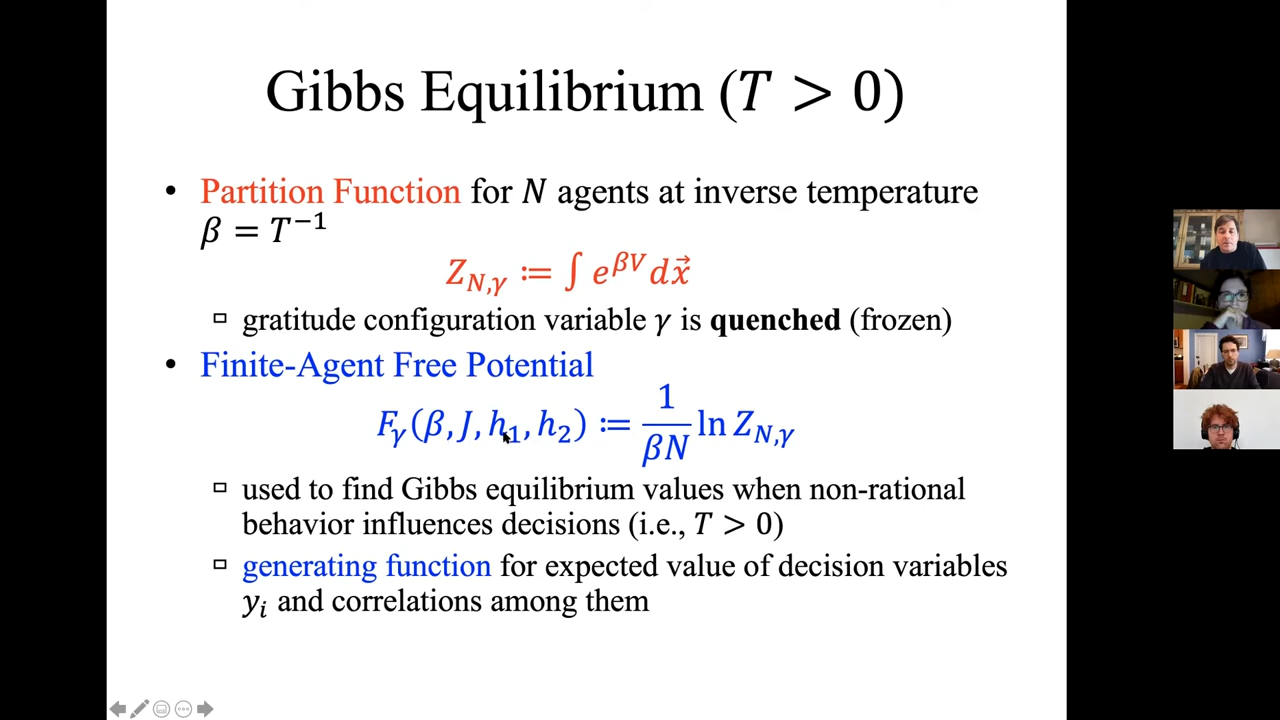 Gibbs Equilibrium (T > 0)
• Partition Function for N agents at inverse temperature
β = T⁻¹
Z_{N,γ} ≔ ∫ e^{βV} dx⃗
▫ gratitude configuration variable γ is quenched (frozen)
• Finite-Agent Free Potential
F_γ(β, J, h₁, h₂) ≔ \frac{1}{βN} ln Z_{N,γ}
▫ used to find Gibbs equilibrium values when non-rational
behavior influences decisions (i.e., T > 0)
▫ generating function for expected value of decision variables
y_i and correlations among them